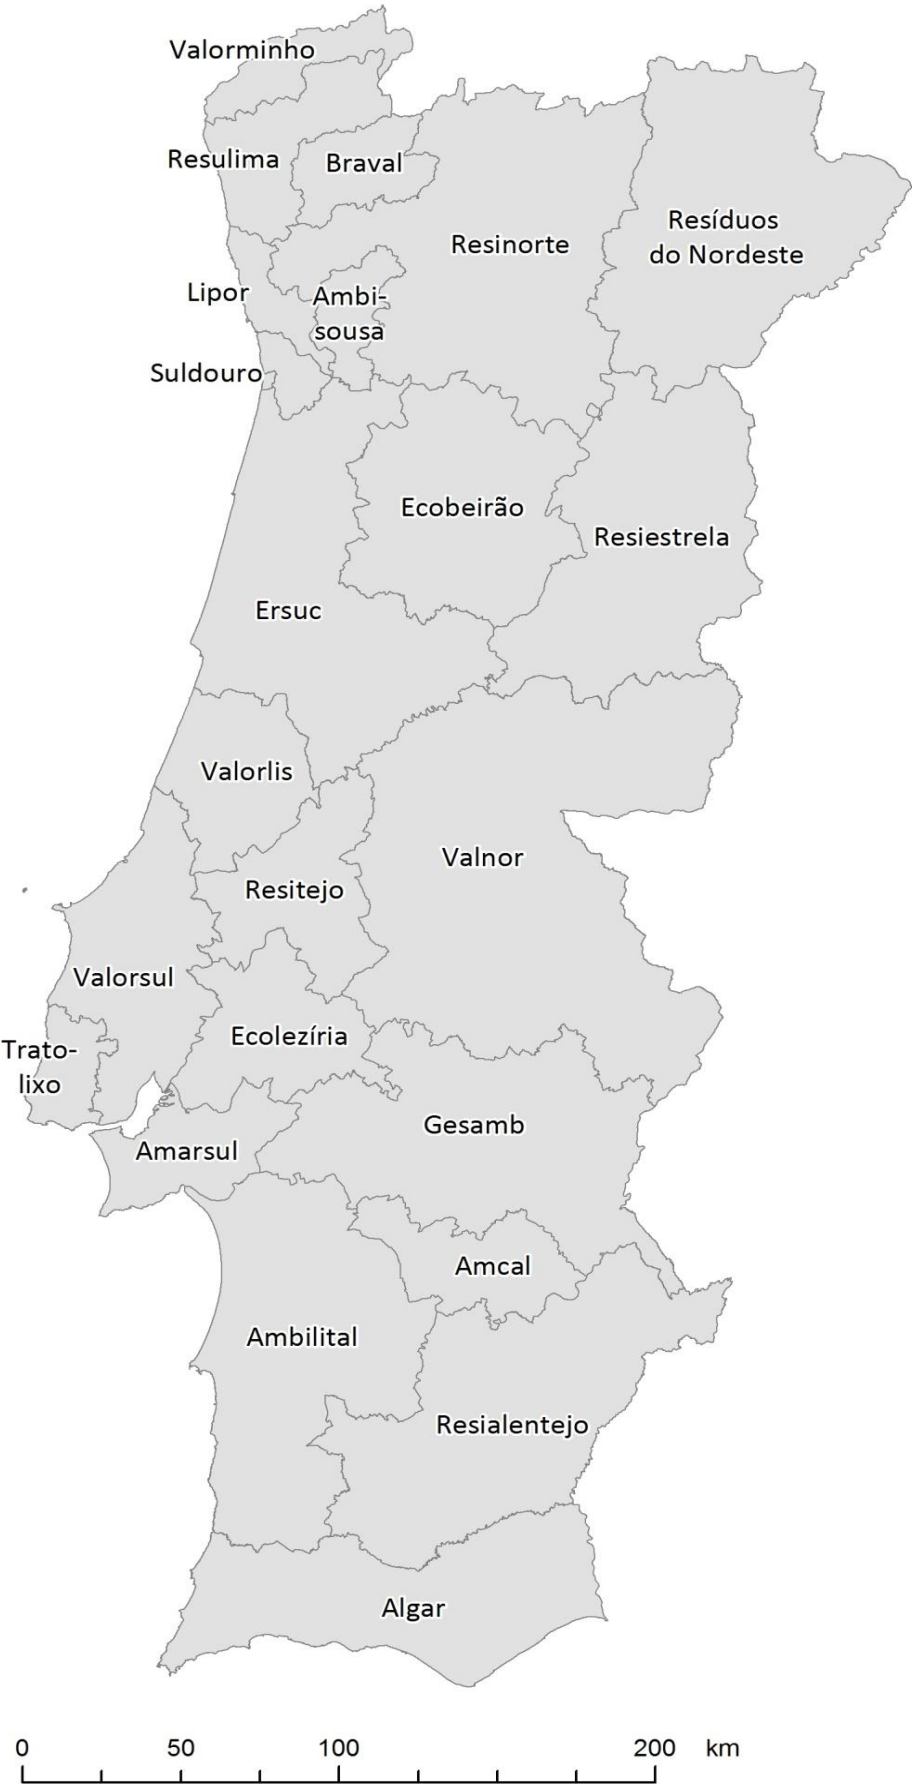 Valorminho
Resulima
Braval
Resíduos
do Nordeste
Resinorte
Lipor
Ambi-
sousa
Suldouro
Ecobeirão
Resiestrela
Ersuc
Valorlis
Valnor
Resitejo
Valorsul
Ecolezíria
Trato-
lixo
Gesamb
Amarsul
Amcal
Ambilital
Resialentejo
Algar
0 50 100 200 km